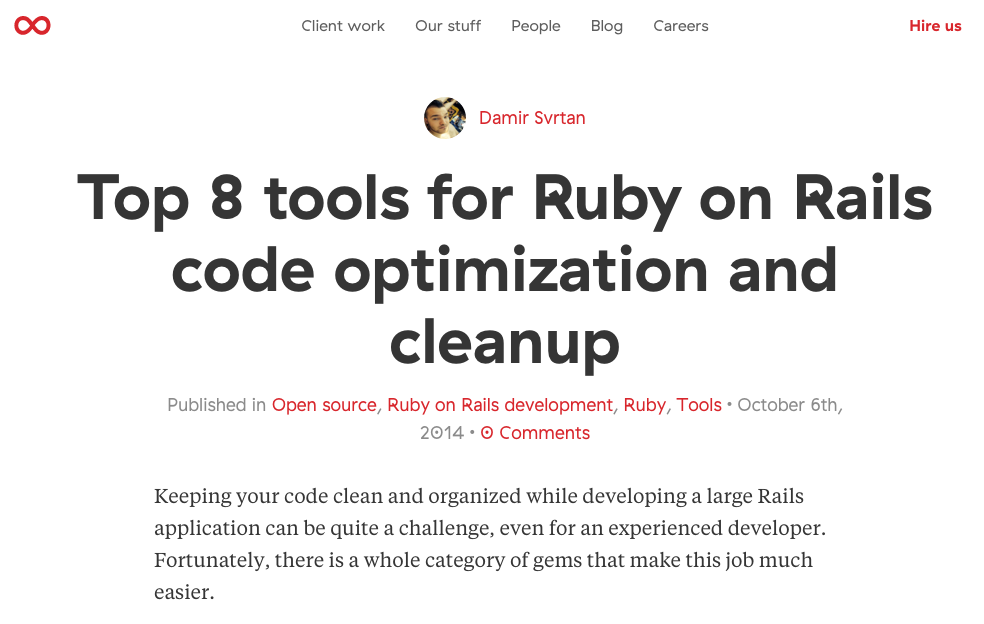 Client work Our stuff People Blog Careers Hire us
Damir Svrtan
Top 8 tools for Ruby on Rails
code optimization and
cleanup
Published in Open source, Ruby on Rails development, Ruby, Tools • October 6th,
2014 • 0 Comments
Keeping your code clean and organized while developing a large Rails
application can be quite a challenge, even for an experienced developer.
Fortunately, there is a whole category of gems that make this job much
easier.